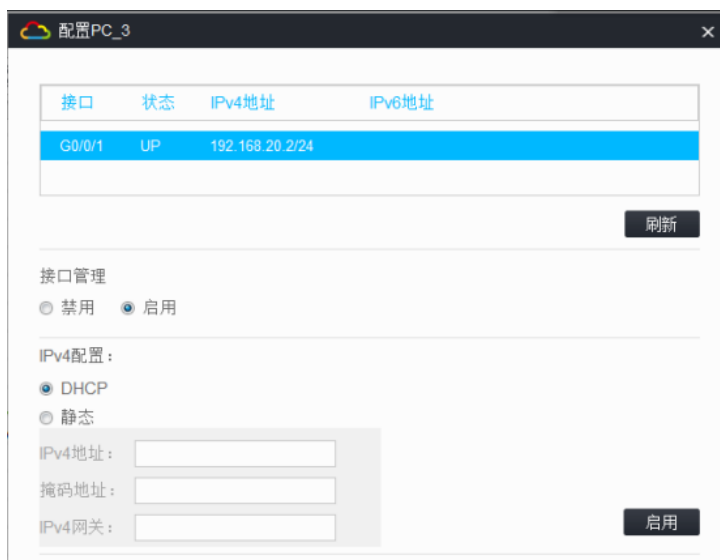 配置PC_3
接口 状态 IPv4地址 IPv6地址
G0/0/1 UP 192.168.20.2/24
刷新
接口管理
禁用 启用
IPv4配置：
DHCP
静态
IPv4地址：
掩码地址：
IPv4网关：
启用